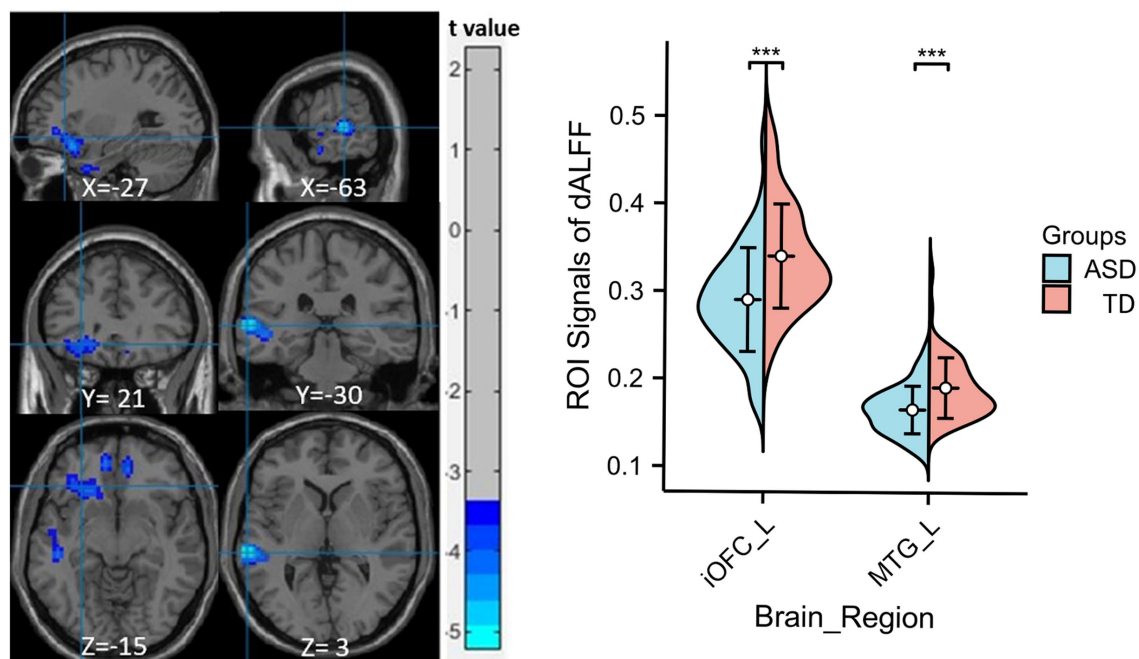 X=-27
X=-63
Y= 21
Y=-30
Z=-15
Z= 3
t value
2
1
0
-1
-2
-3
-4
-5
ROI Signals of dALFF
0.5
0.4
0.3
0.2
0.1
***
***
iOFC_L
MTG_L
Brain_Region
Groups
ASD
TD